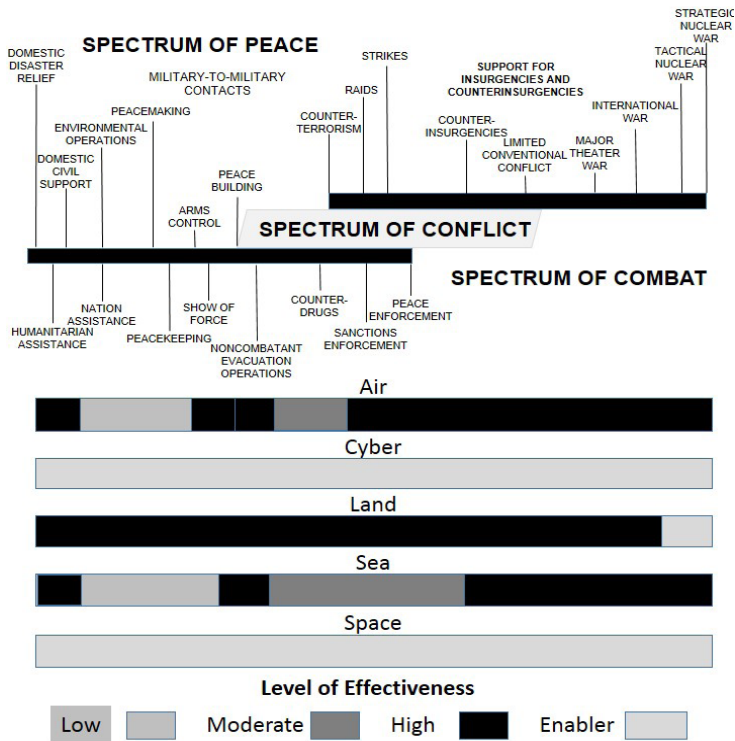 SPECTRUM OF PEACE
DOMESTIC
DISASTER
RELIEF
MILITARY-TO-MILITARY
CONTACTS
PEACEMAKING
ENVIRONMENTAL
OPERATIONS
DOMESTIC
CIVIL
SUPPORT
ARMS
CONTROL
PEACE
BUILDING
COUNTER-
TERRORISM
RAIDS
STRIKES
SUPPORT FOR
INSURGENCIES AND
COUNTERINSURGENCIES
COUNTER-
INSURGENCIES
LIMITED
CONVENTIONAL
CONFLICT
MAJOR
THEATER
WAR
INTERNATIONAL
WAR
TACTICAL
NUCLEAR
WAR
STRATEGIC
NUCLEAR
WAR
SPECTRUM OF CONFLICT
SPECTRUM OF COMBAT
HUMANITARIAN
ASSISTANCE
NATION
ASSISTANCE
PEACEKEEPING
SHOW OF
FORCE
NONCOMBATANT
EVACUATION
OPERATIONS
COUNTER-
DRUGS
SANCTIONS
ENFORCEMENT
PEACE
ENFORCEMENT
Air
Cyber
Land
Sea
Space
Level of Effectiveness
Low Moderate High Enabler